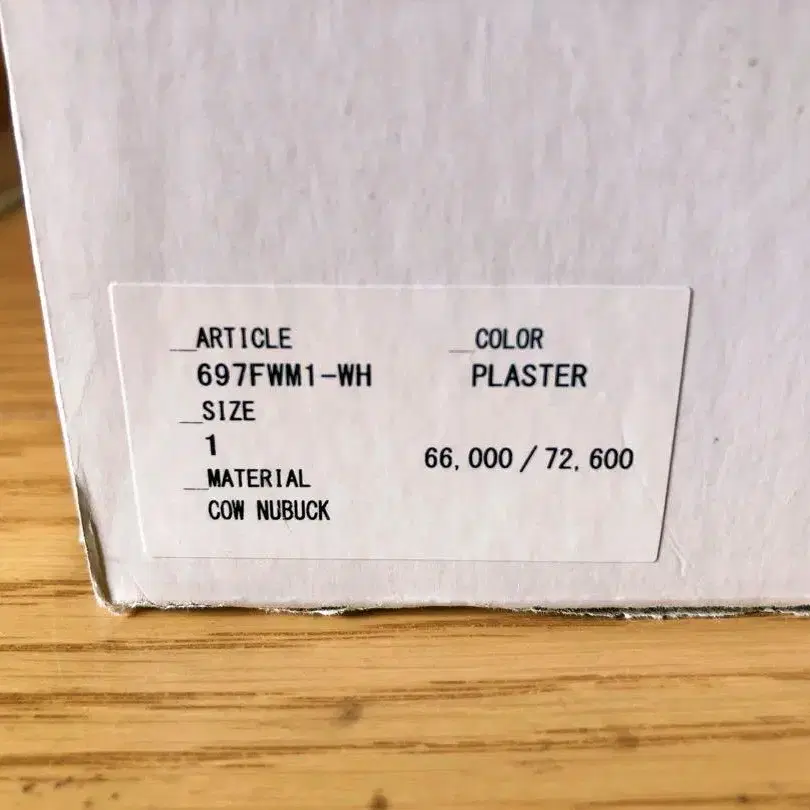 __ARTICLE
697FWM1-WH
__SIZE
1
__MATERIAL
COW NUBUCK
__COLOR
PLASTER
66,000 / 72,600